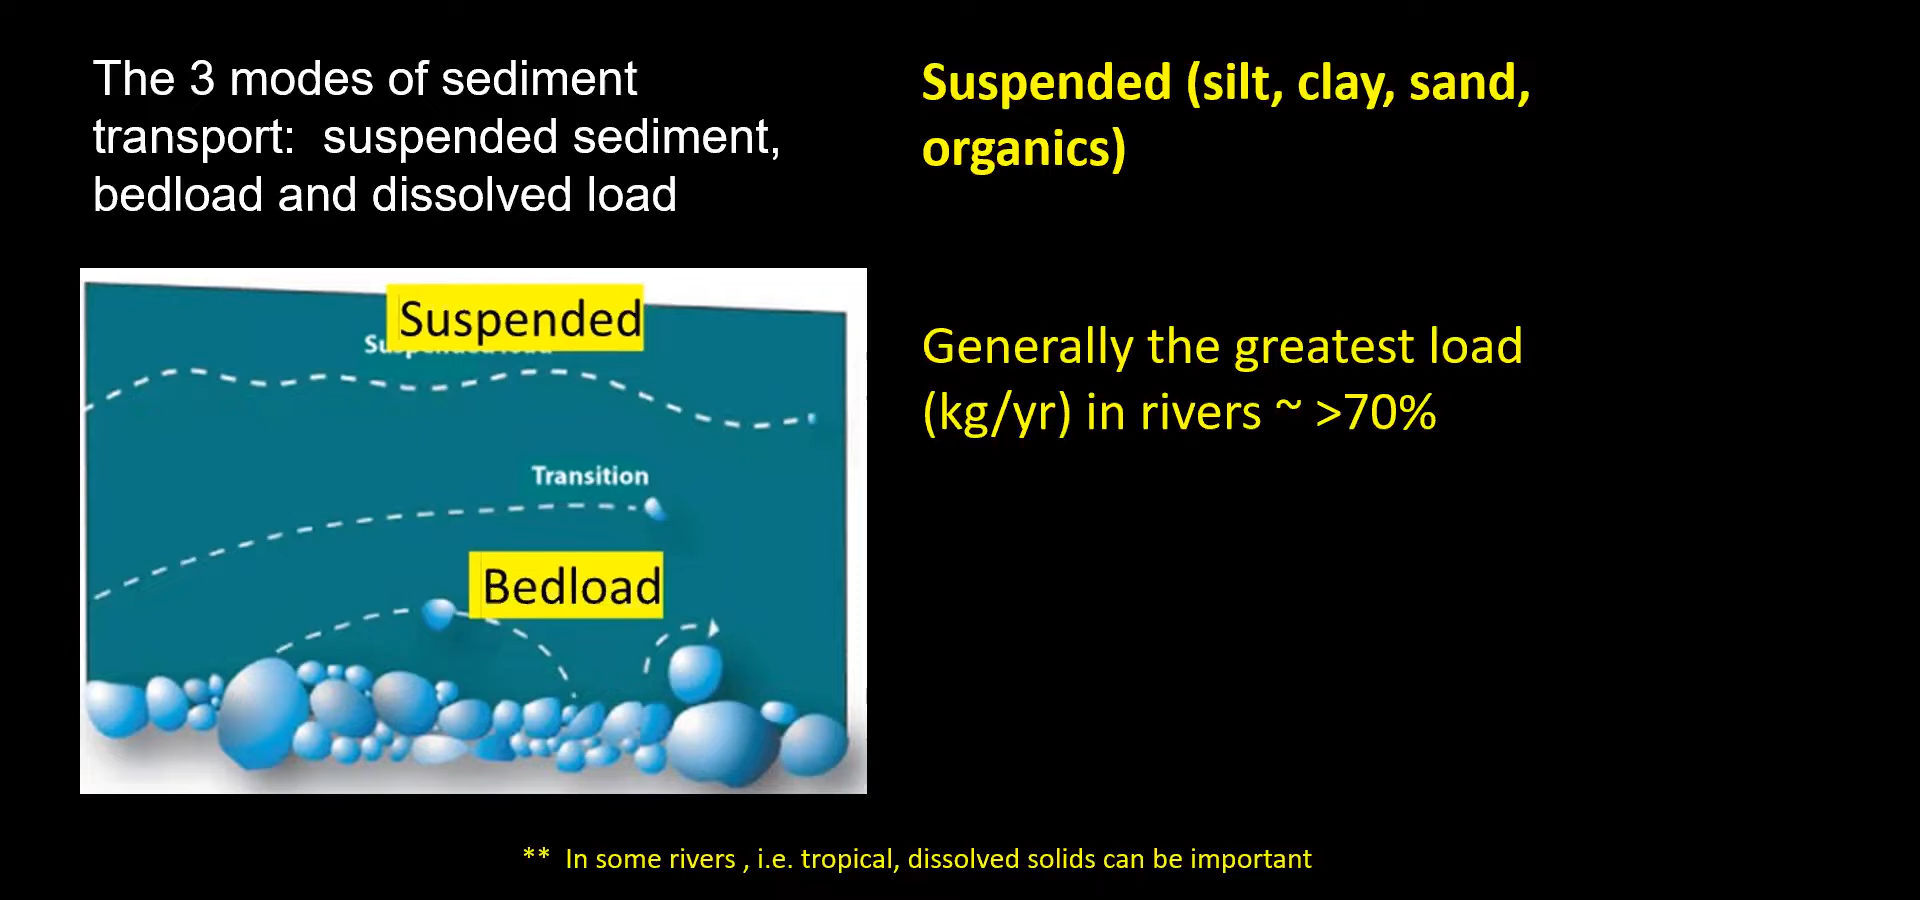 The 3 modes of sediment
transport:  suspended sediment,
bedload and dissolved load
Suspended (silt, clay, sand,
organics)
Generally the greatest load
(kg/yr) in rivers ~ >70%
Suspended
Suspended load
Transition
Bedload
**  In some rivers , i.e. tropical, dissolved solids can be important